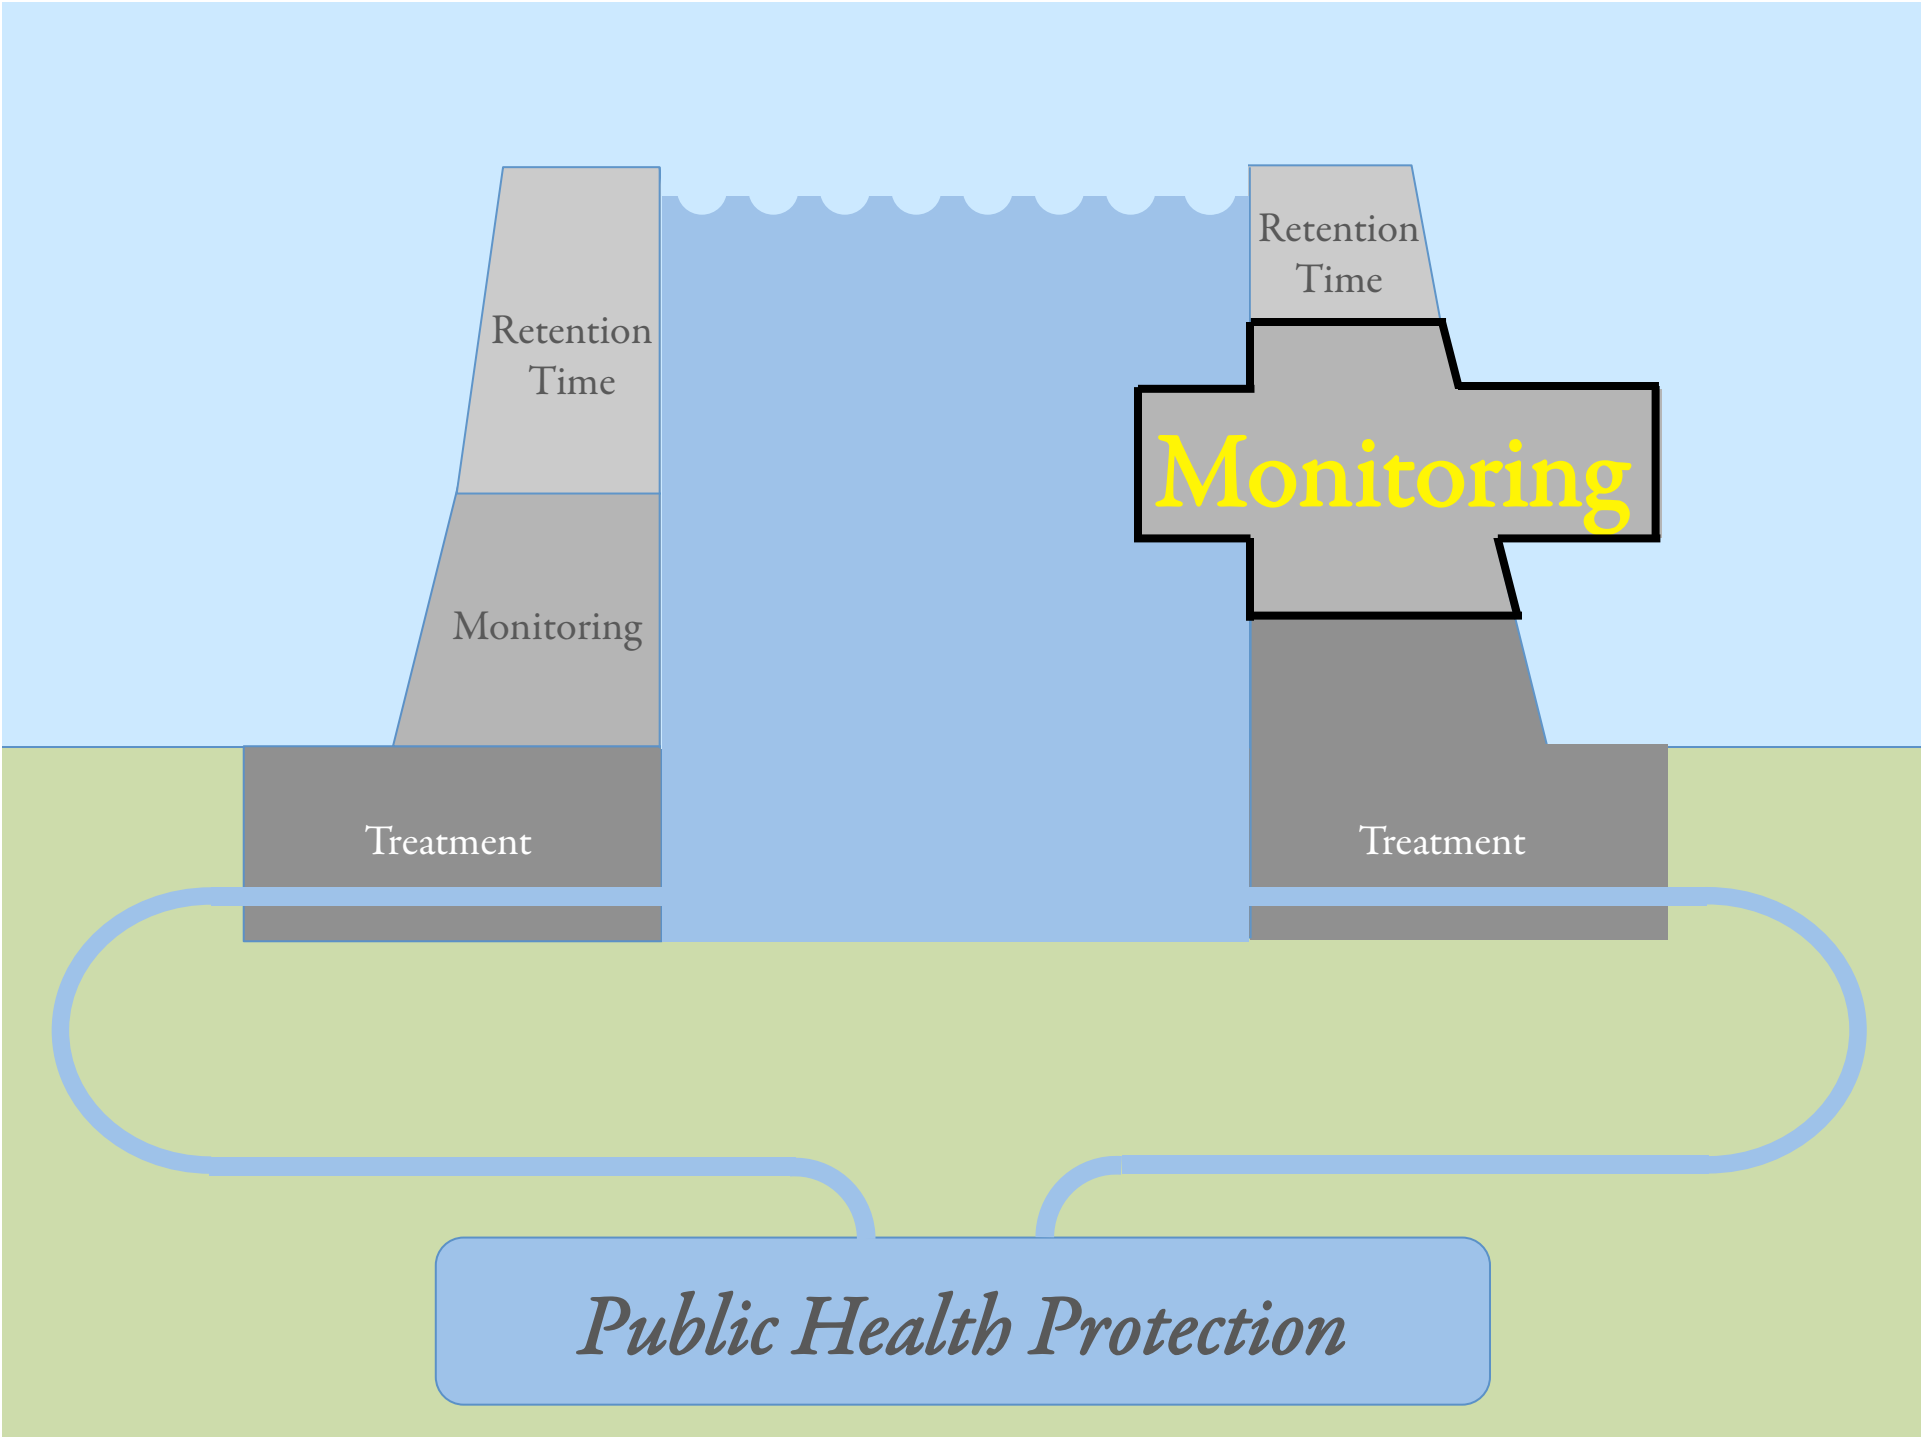 Retention
Time
Monitoring
Treatment
Retention
Time
Monitoring
Treatment
Public Health Protection